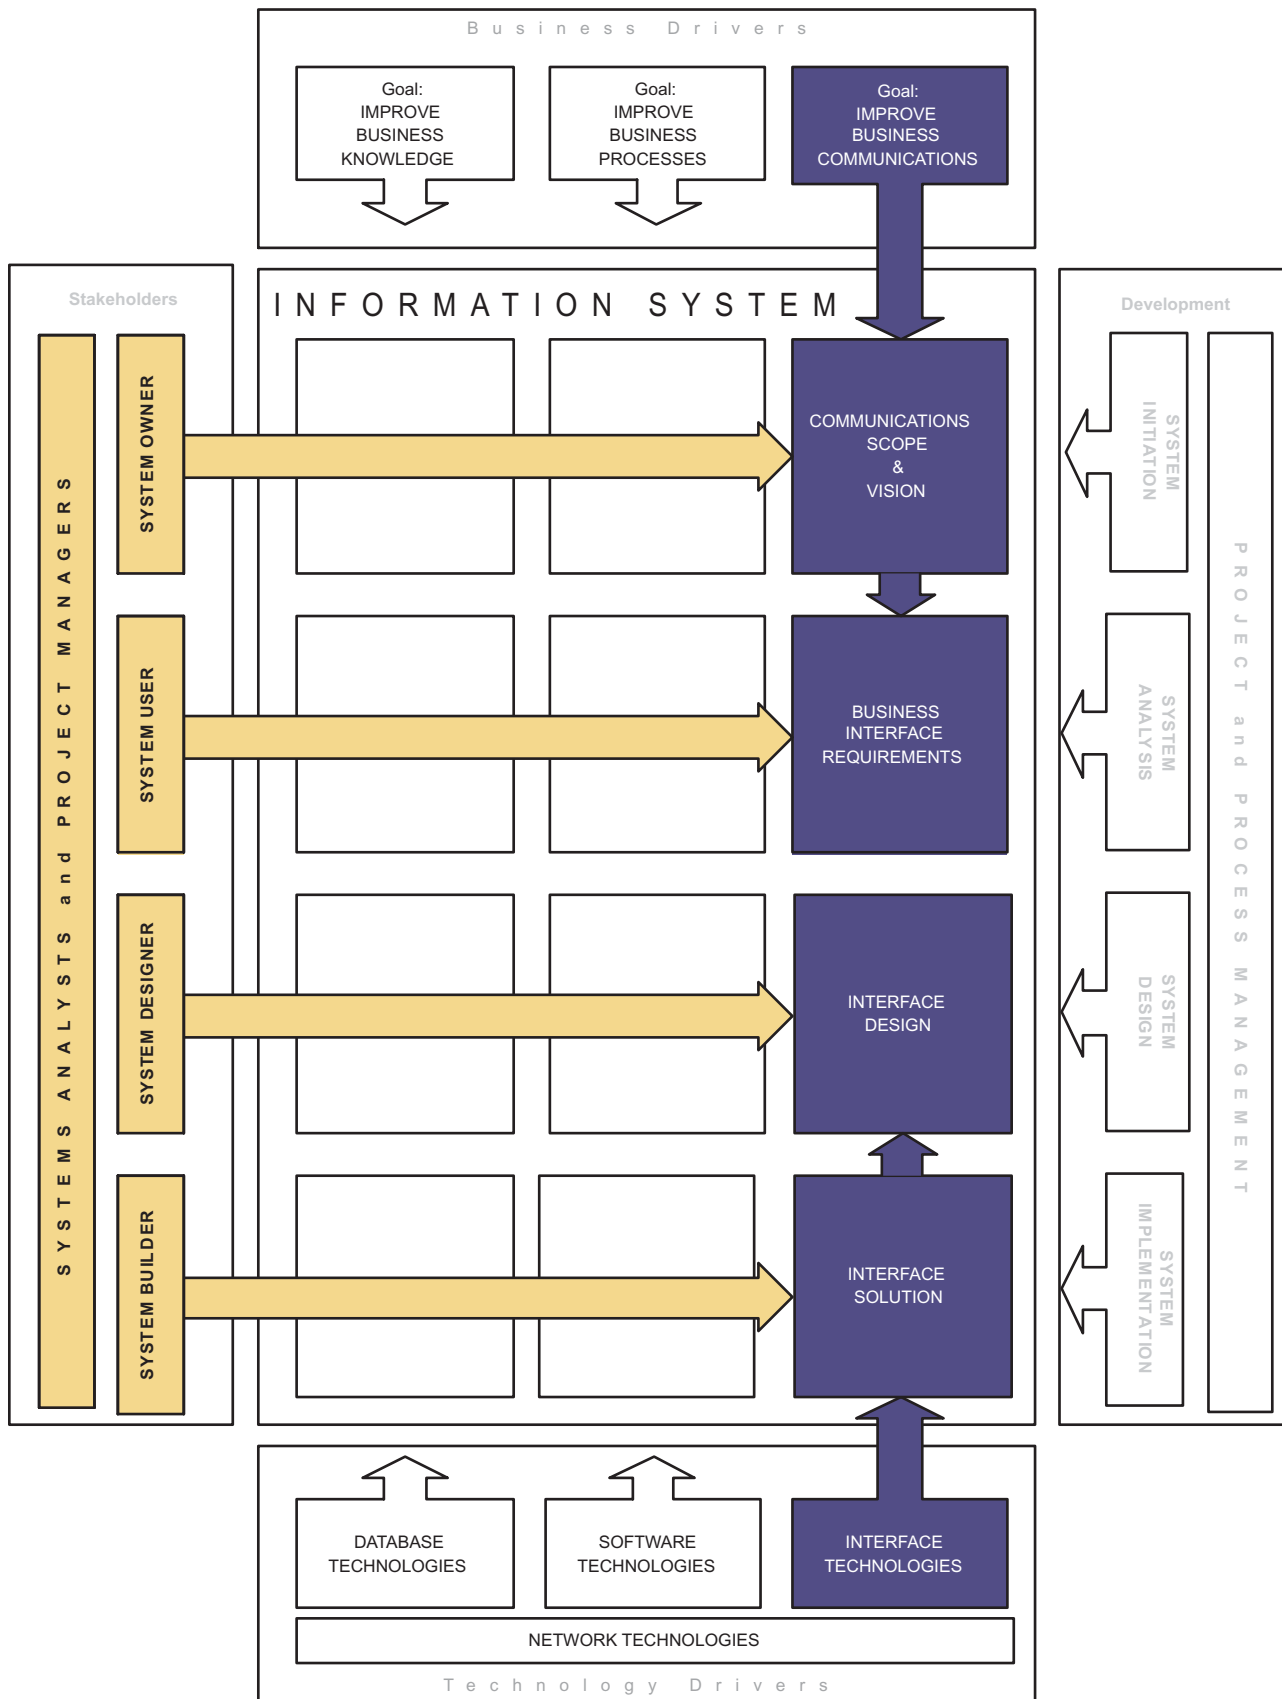 Business Drivers
Goal:
IMPROVE
BUSINESS
KNOWLEDGE
Goal:
IMPROVE
BUSINESS
PROCESSES
Goal:
IMPROVE
BUSINESS
COMMUNICATIONS
Stakeholders
SYSTEMS ANALYSTS and PROJECT MANAGERS
SYSTEM OWNER
SYSTEM USER
SYSTEM DESIGNER
SYSTEM BUILDER
INFORMATION SYSTEM
COMMUNICATIONS
SCOPE
&
VISION
BUSINESS
INTERFACE
REQUIREMENTS
INTERFACE
DESIGN
INTERFACE
SOLUTION
Development
SYSTEM
INITIATION
SYSTEM
ANALYSIS
SYSTEM
DESIGN
SYSTEM
IMPLEMENTATION
PROJECT and PROCESS MANAGEMENT
DATABASE
TECHNOLOGIES
SOFTWARE
TECHNOLOGIES
INTERFACE
TECHNOLOGIES
NETWORK TECHNOLOGIES
Technology Drivers